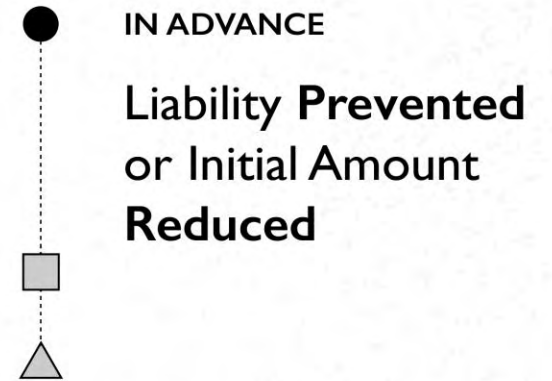 IN ADVANCE
Liability Prevented
or Initial Amount
Reduced